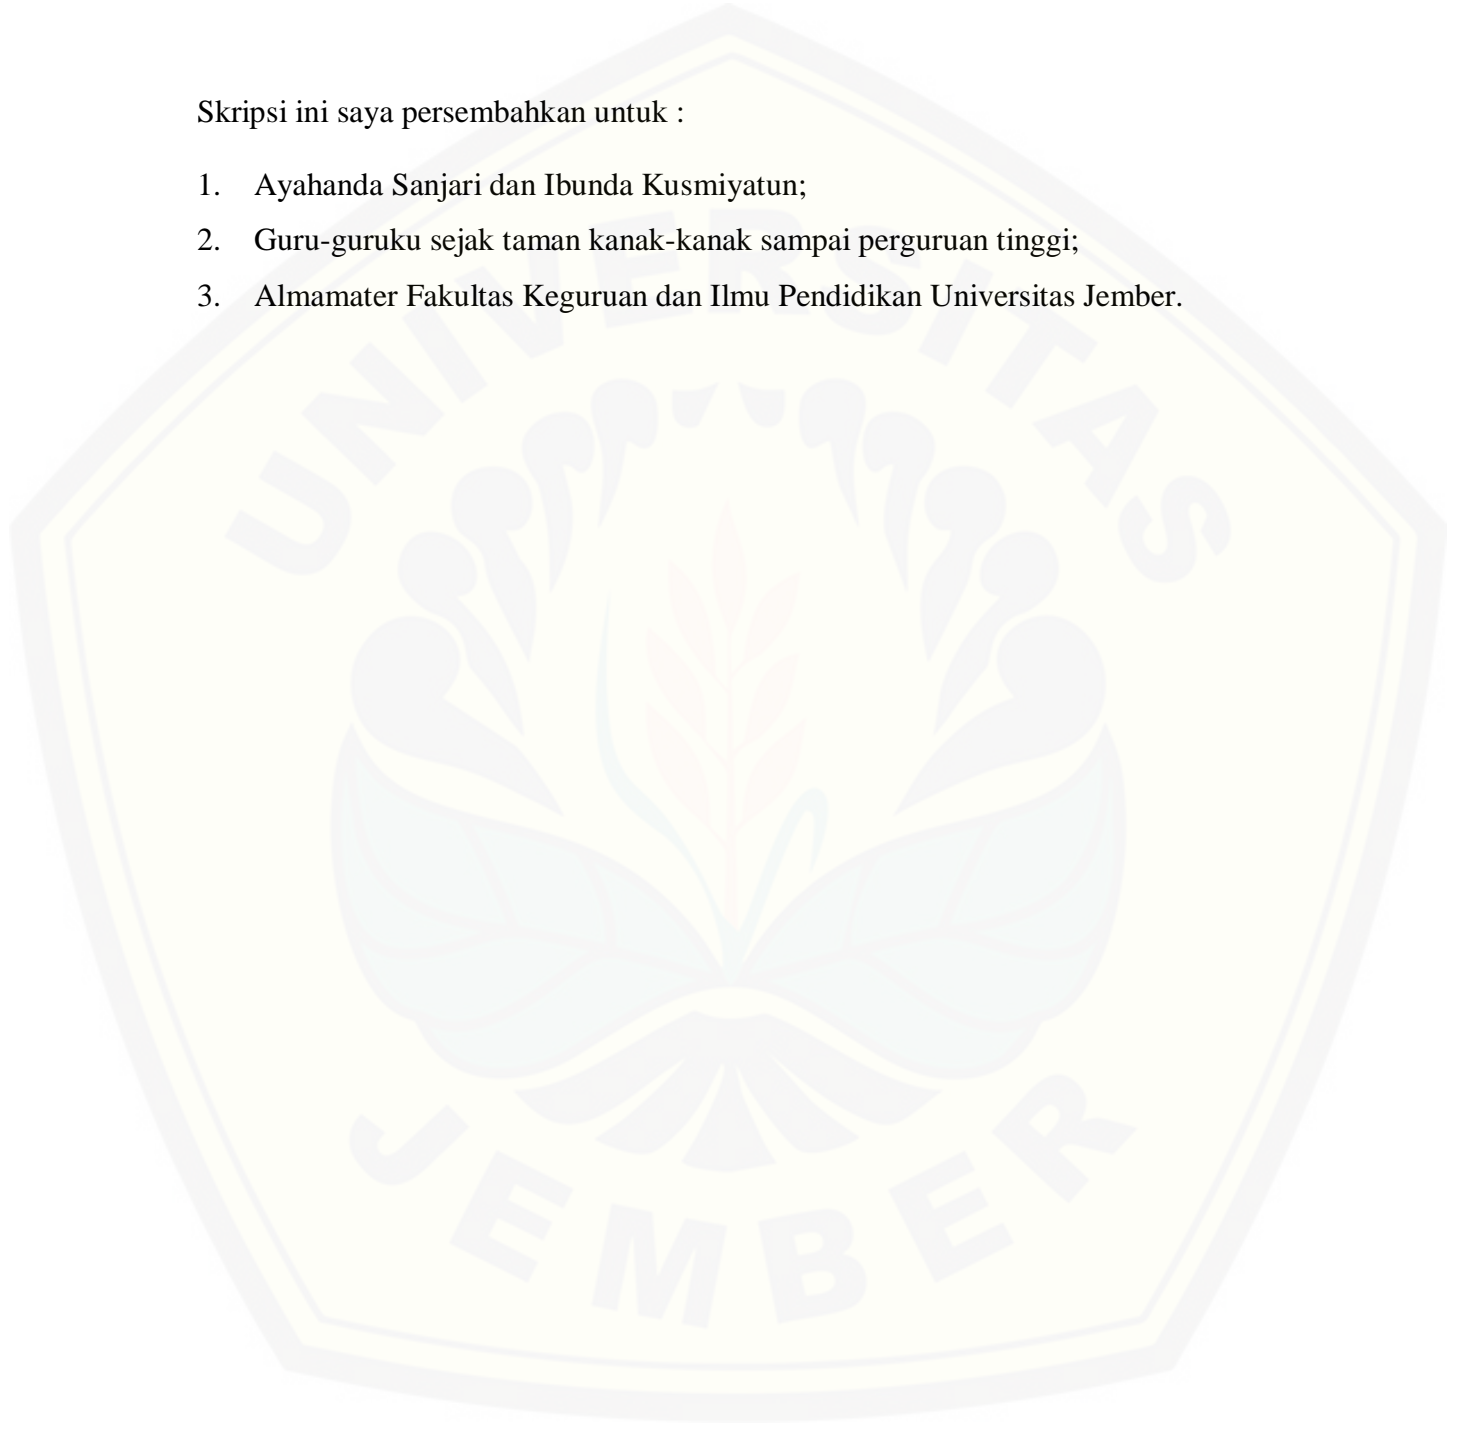 Skripsi ini saya persembahkan untuk :
1. Ayahanda Sanjari dan Ibunda Kusmiyatun;
2. Guru-guruku sejak taman kanak-kanak sampai perguruan tinggi;
3. Almamater Fakultas Keguruan dan Ilmu Pendidikan Universitas Jember.
UNIVERSITAS
JEMBER